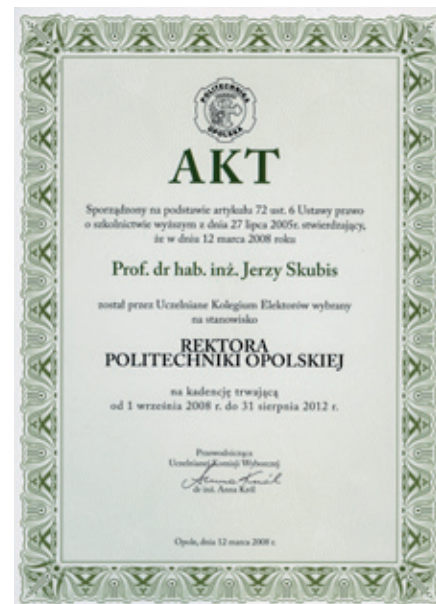 POLITECHNIKA
OPOLSKA
AKT
Sporządzony na podstawie artykułu 72 ust. 6 Ustawy prawo
o szkolnictwie wyższym z dnia 27 lipca 2005r. stwierdzający,
że w dniu 12 marca 2008 roku
Prof. dr hab. inż. Jerzy Skubis
został przez Uczelniane Kolegium Elektorów wybrany
na stanowisko
REKTORA
POLITECHNIKI OPOLSKIEJ
na kadencję trwającą
od 1 września 2008 r. do 31 sierpnia 2012 r.
Przewodnicząca
Uczelnianej Komisji Wyborczej
Anna Król
dr inż. Anna Król
Opole, dnia 12 marca 2008 r.